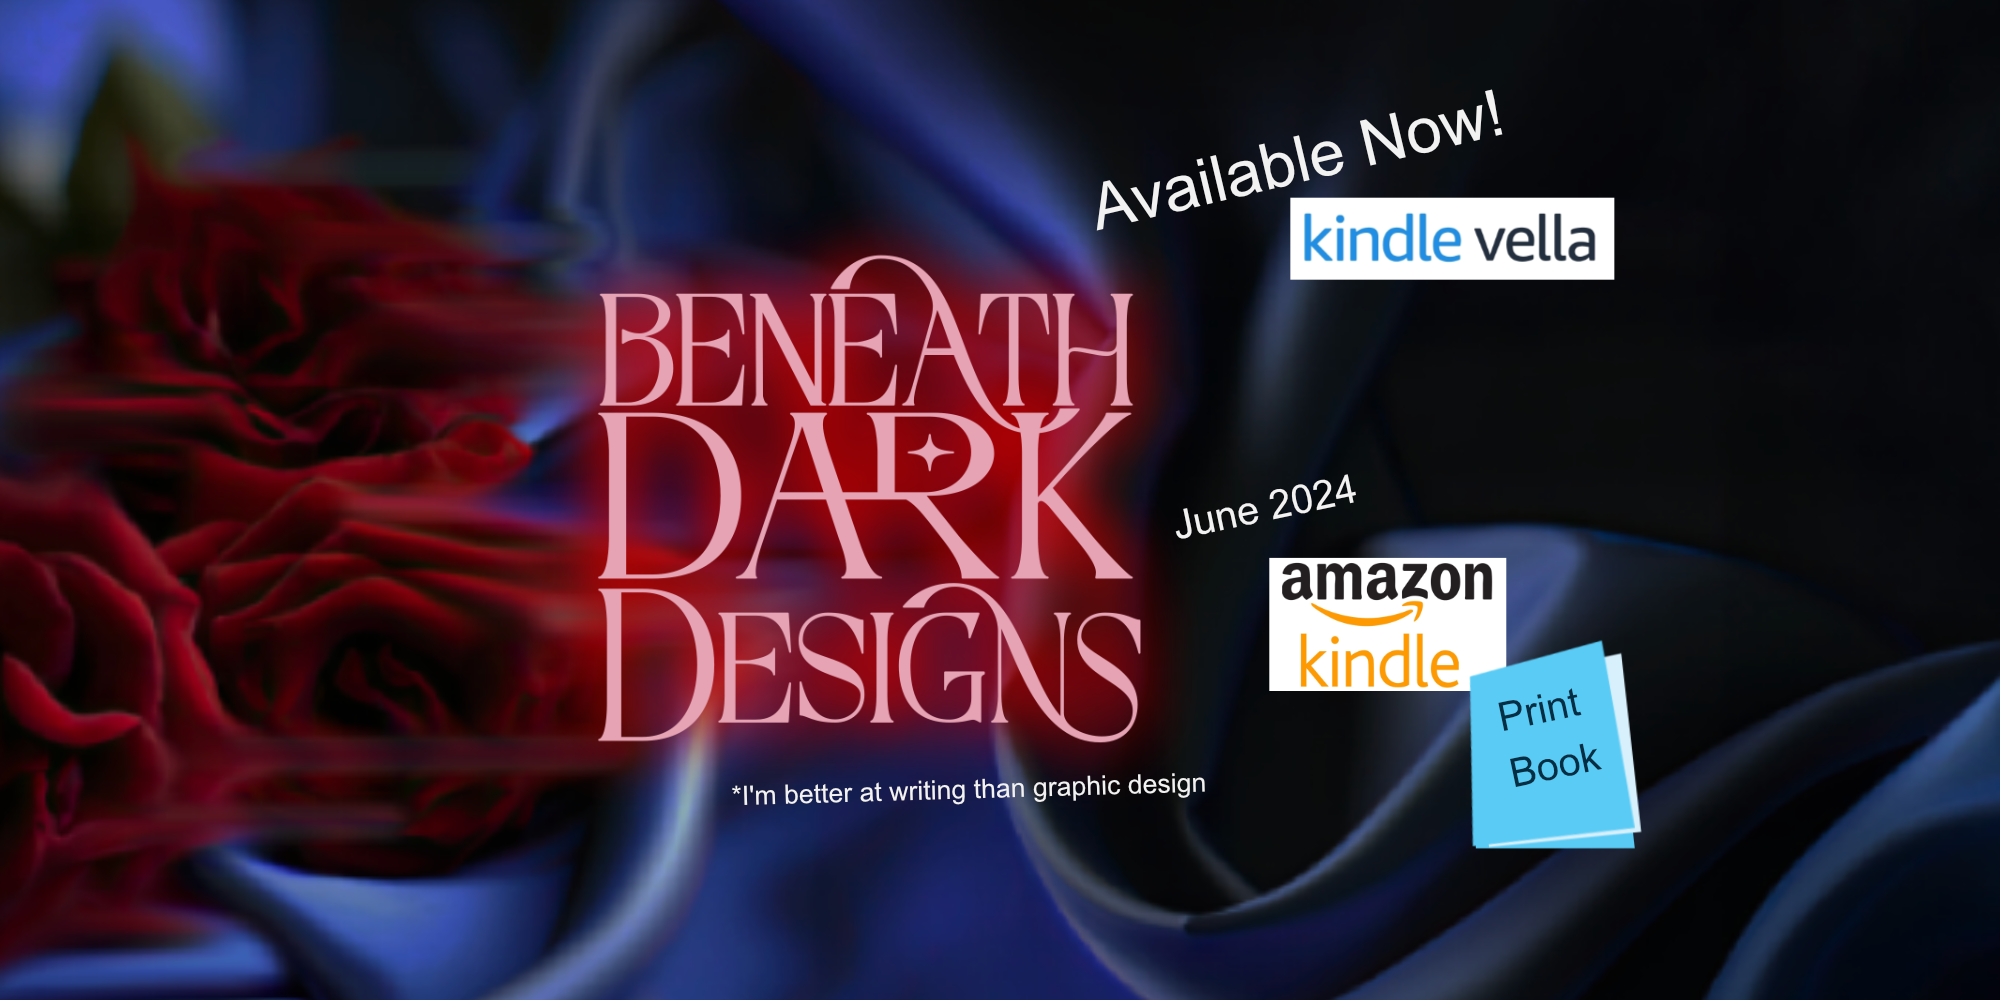 Available Now!
kindle vella
BENEATH
DARK
DESIGNS
June 2024
amazon
kindle
Print
Book
*I'm better at writing than graphic design